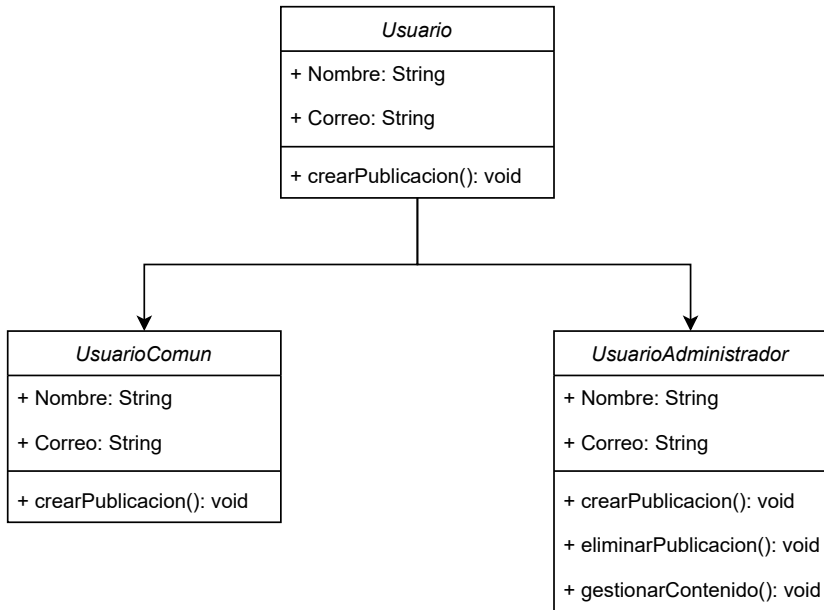 Usuario
+ Nombre: String
+ Correo: String
+ crearPublicacion(): void
UsuarioComun
+ Nombre: String
+ Correo: String
+ crearPublicacion(): void
UsuarioAdministrador
+ Nombre: String
+ Correo: String
+ crearPublicacion(): void
+ eliminarPublicacion(): void
+ gestionarContenido(): void